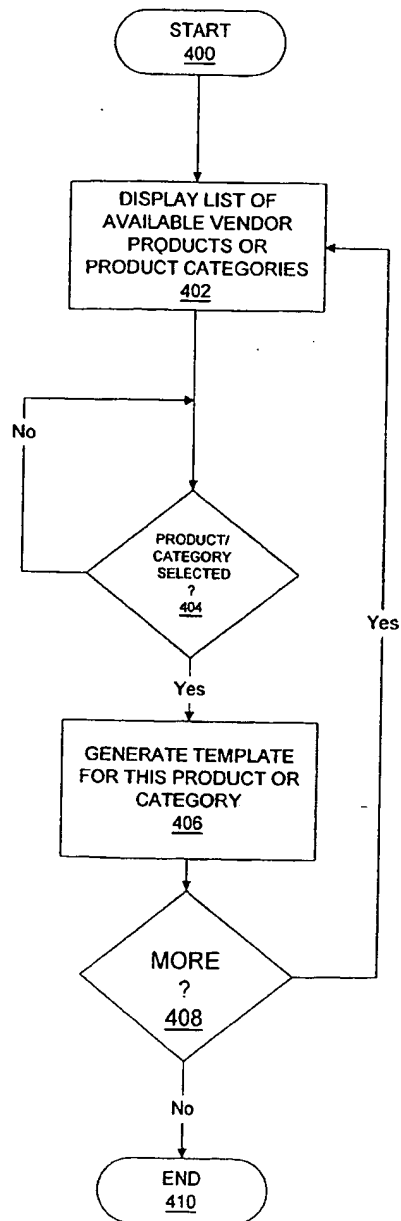 START
400
DISPLAY LIST OF
AVAILABLE VENDOR
PRODUCTS OR
PRODUCT CATEGORIES
402
No
PRODUCT/
CATEGORY
SELECTED
?
404
Yes
Yes
GENERATE TEMPLATE
FOR THIS PRODUCT OR
CATEGORY
406
MORE
?
408
No
END
410